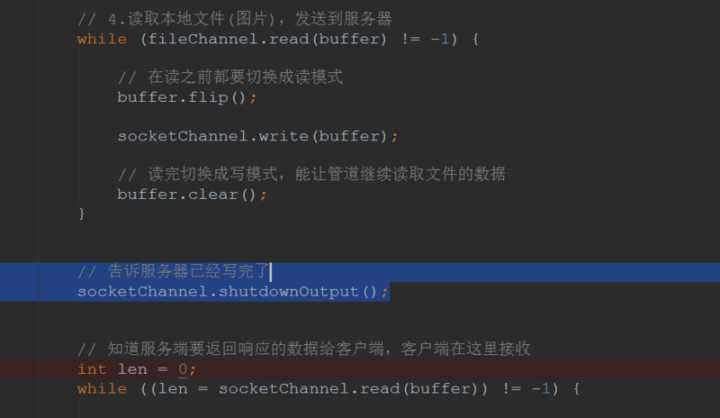 // 4.读取本地文件(图片)，发送到服务器
while (fileChannel.read(buffer) != -1) {
// 在读之前都要切换成读模式
buffer.flip();
socketChannel.write(buffer);
// 读完切换成写模式，能让管道继续读取文件的数据
buffer.clear();
}
// 告诉服务器已经写完了
socketChannel.shutdownOutput();
// 知道服务端要返回响应的数据给客户端，客户端在这里接收
int len = 0;
while ((len = socketChannel.read(buffer)) != -1) {